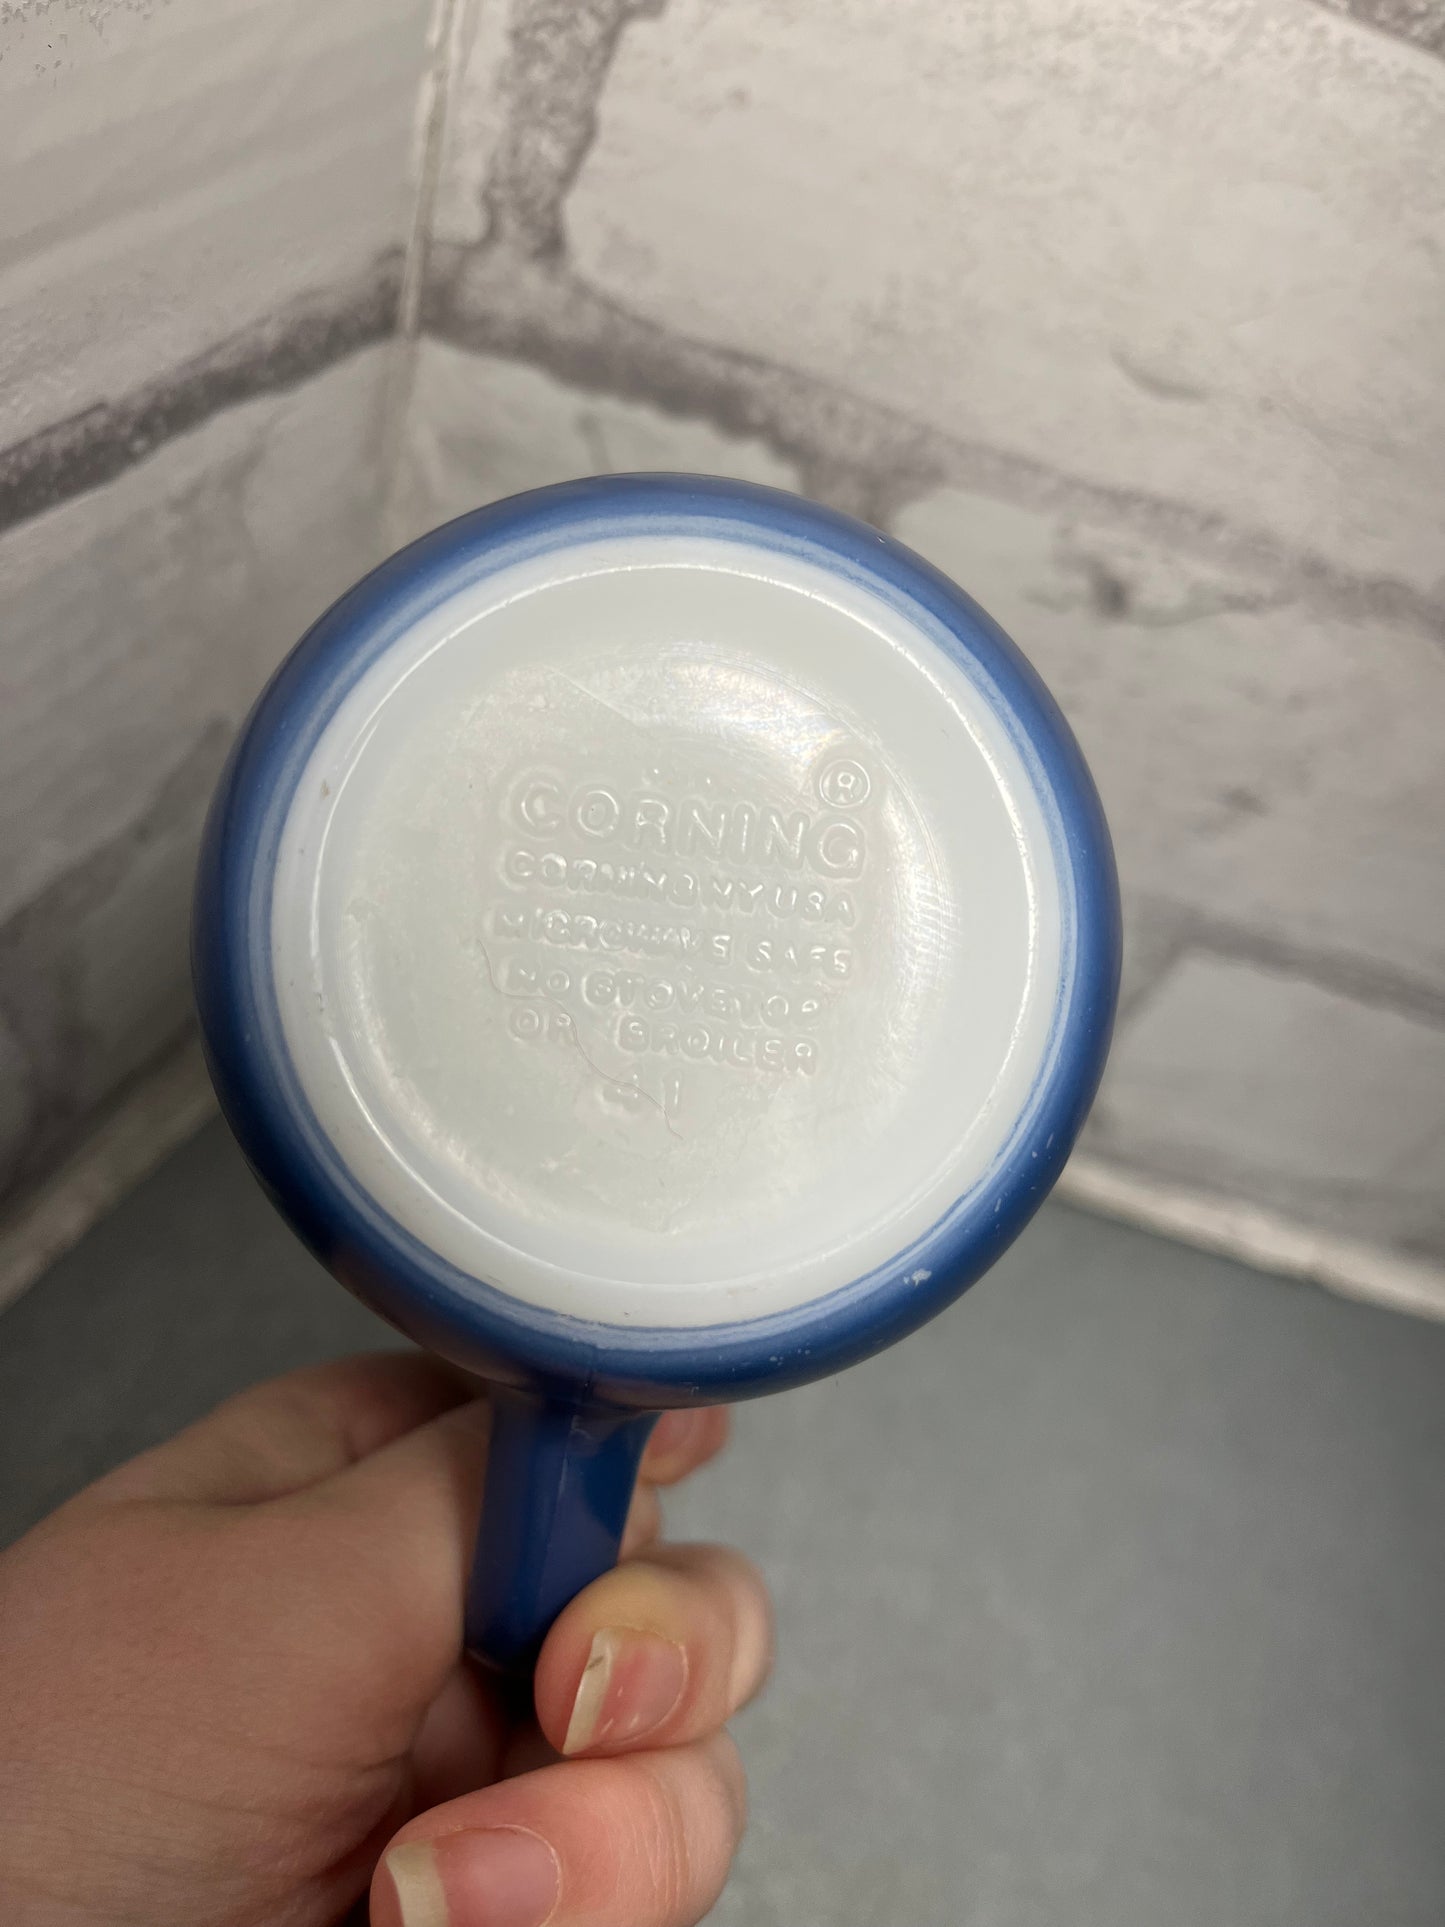 CORNING®
CORNING NY USA
MICROWAVE SAFE
NO STOVETOP
OR BROILER